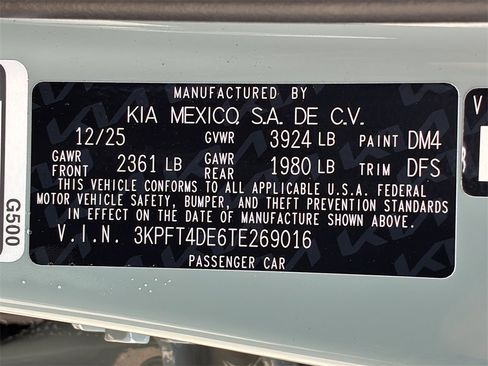 MANUFACTURED BY
KIA MEXICO, S.A. DE C.V.
12/25 GVWR 3924 LB PAINT DM4
GAWR FRONT 2361 LB GAWR REAR 1980 LB TRIM DFS
THIS VEHICLE CONFORMS TO ALL APPLICABLE U.S.A. FEDERAL
MOTOR VEHICLE SAFETY, BUMPER, AND THEFT PREVENTION STANDARDS
IN EFFECT ON THE DATE OF MANUFACTURE SHOWN ABOVE.
V.I.N. 3KPFT4DE6TE269016
PASSENGER CAR
G500
V